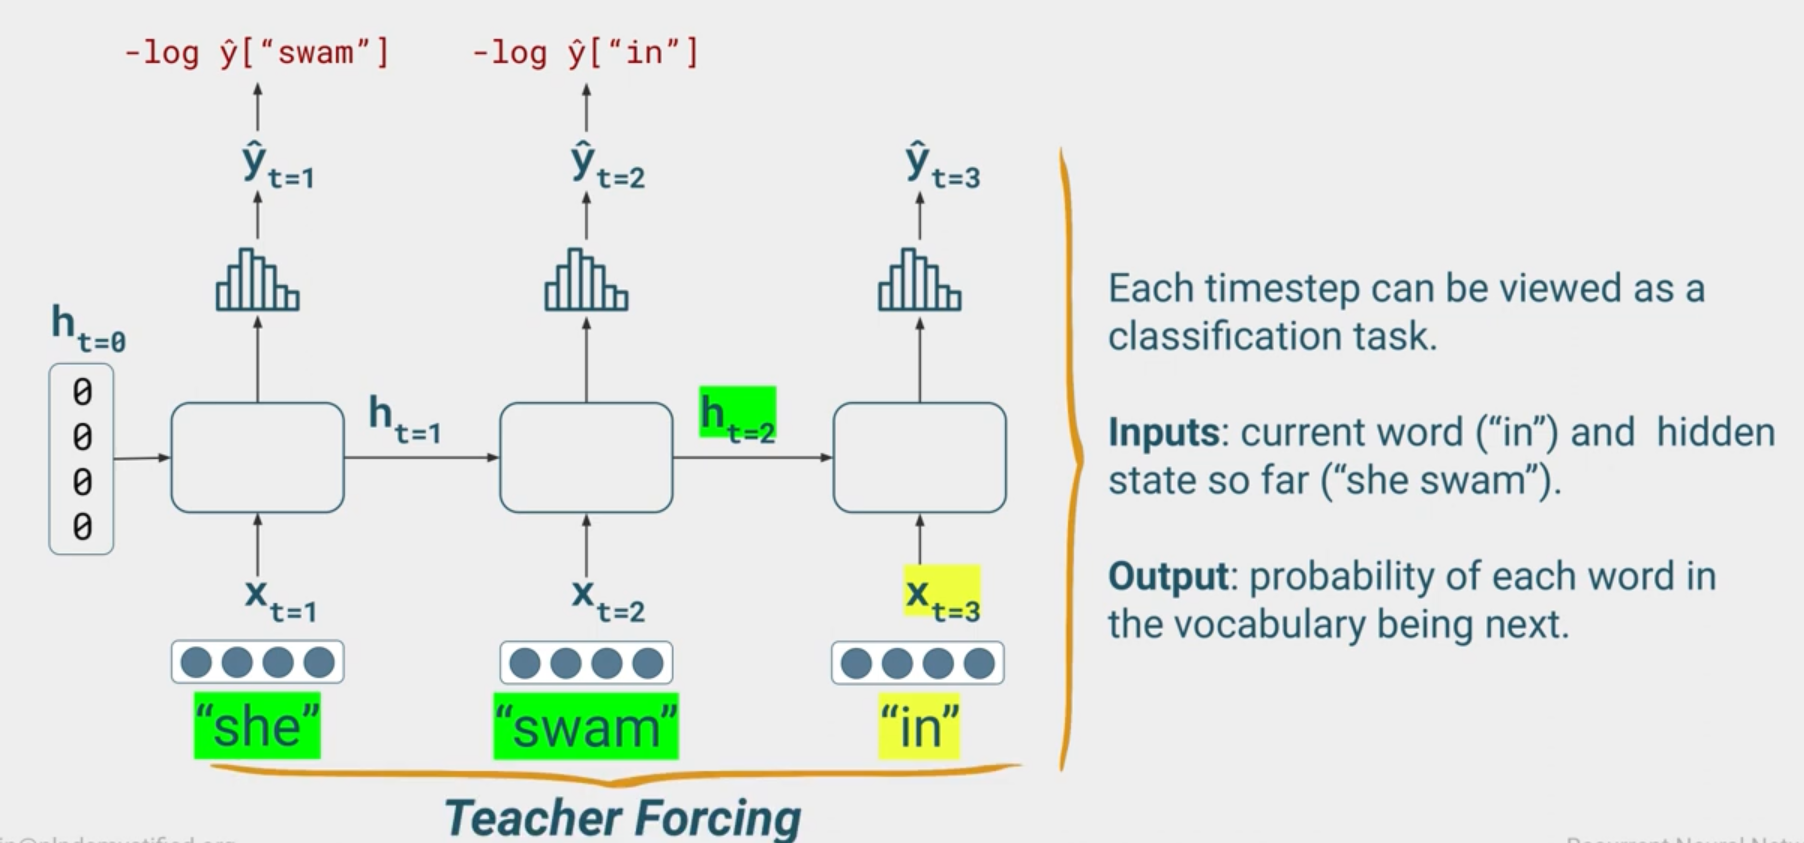 -log ŷ[“swam”]
-log ŷ[“in”]
ŷt=1
ŷt=2
ŷt=3
ht=0
0
0
0
0
ht=1
ht=2
xt=1
xt=2
xt=3
“she”
“swam”
“in”
Teacher Forcing
Each timestep can be viewed as a
classification task.
Inputs: current word (“in”) and hidden
state so far (“she swam”).
Output: probability of each word in
the vocabulary being next.